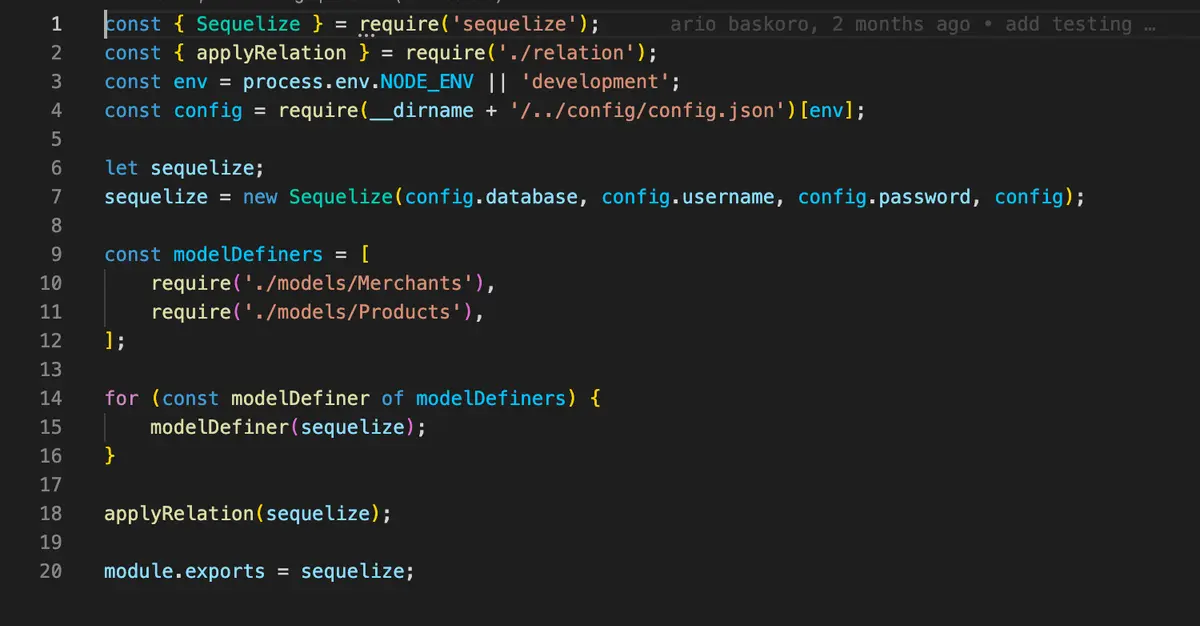 1 const { Sequelize } = require('sequelize'); ario baskoro, 2 months ago • add testing …
2 const { applyRelation } = require('./relation');
3 const env = process.env.NODE_ENV || 'development';
4 const config = require(__dirname + '/../config/config.json')[env];
5
6 let sequelize;
7 sequelize = new Sequelize(config.database, config.username, config.password, config);
8
9 const modelDefiners = [
10 require('./models/Merchants'),
11 require('./models/Products'),
12 ];
13
14 for (const modelDefiner of modelDefiners) {
15 modelDefiner(sequelize);
16 }
17
18 applyRelation(sequelize);
19
20 module.exports = sequelize;